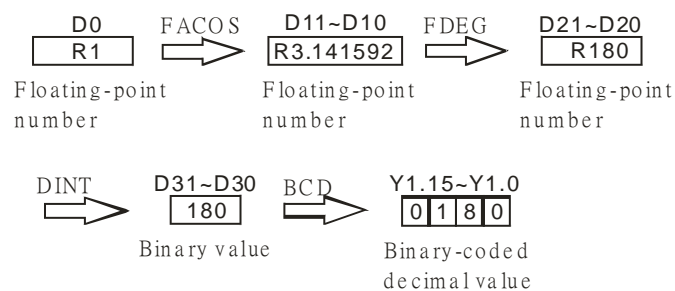 D0 FACOS D11~D10 FDEG D21~D20
R1 R3.141592 R180
Floating-point Floating-point Floating-point
number number number
DINT D31~D30 BCD Y1.15~Y1.0
180 0 1 8 0
Binary value Binary-coded
decimal value